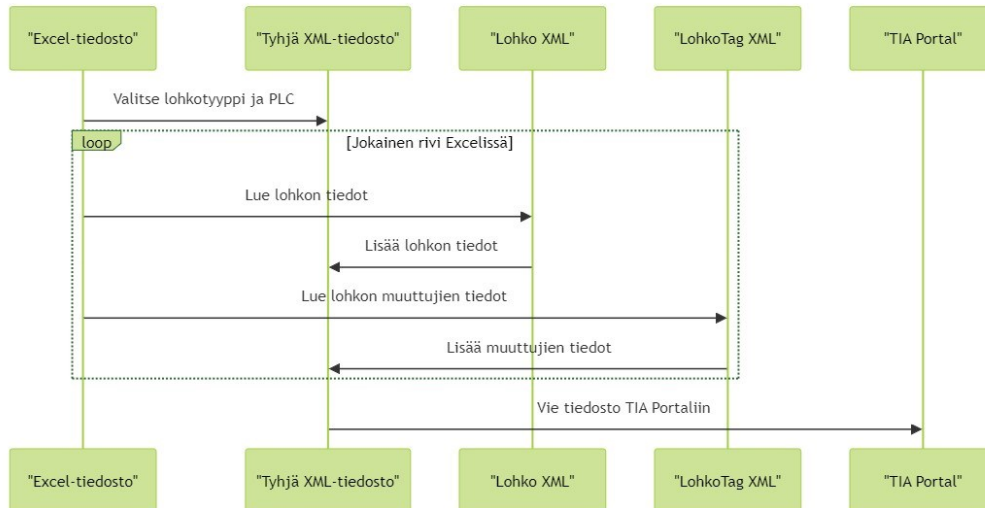 "Excel-tiedosto" "Tyhjä XML-tiedosto" "Lohko XML" "LohkoTag XML" "TIA Portal"
Valitse lohkotyyppi ja PLC
loop [Jokainen rivi Excelissä]
Lue lohkon tiedot
Lisää lohkon tiedot
Lue lohkon muuttujien tiedot
Lisää muuttujien tiedot
Vie tiedosto TIA Portaliin
"Excel-tiedosto" "Tyhjä XML-tiedosto" "Lohko XML" "LohkoTag XML" "TIA Portal"